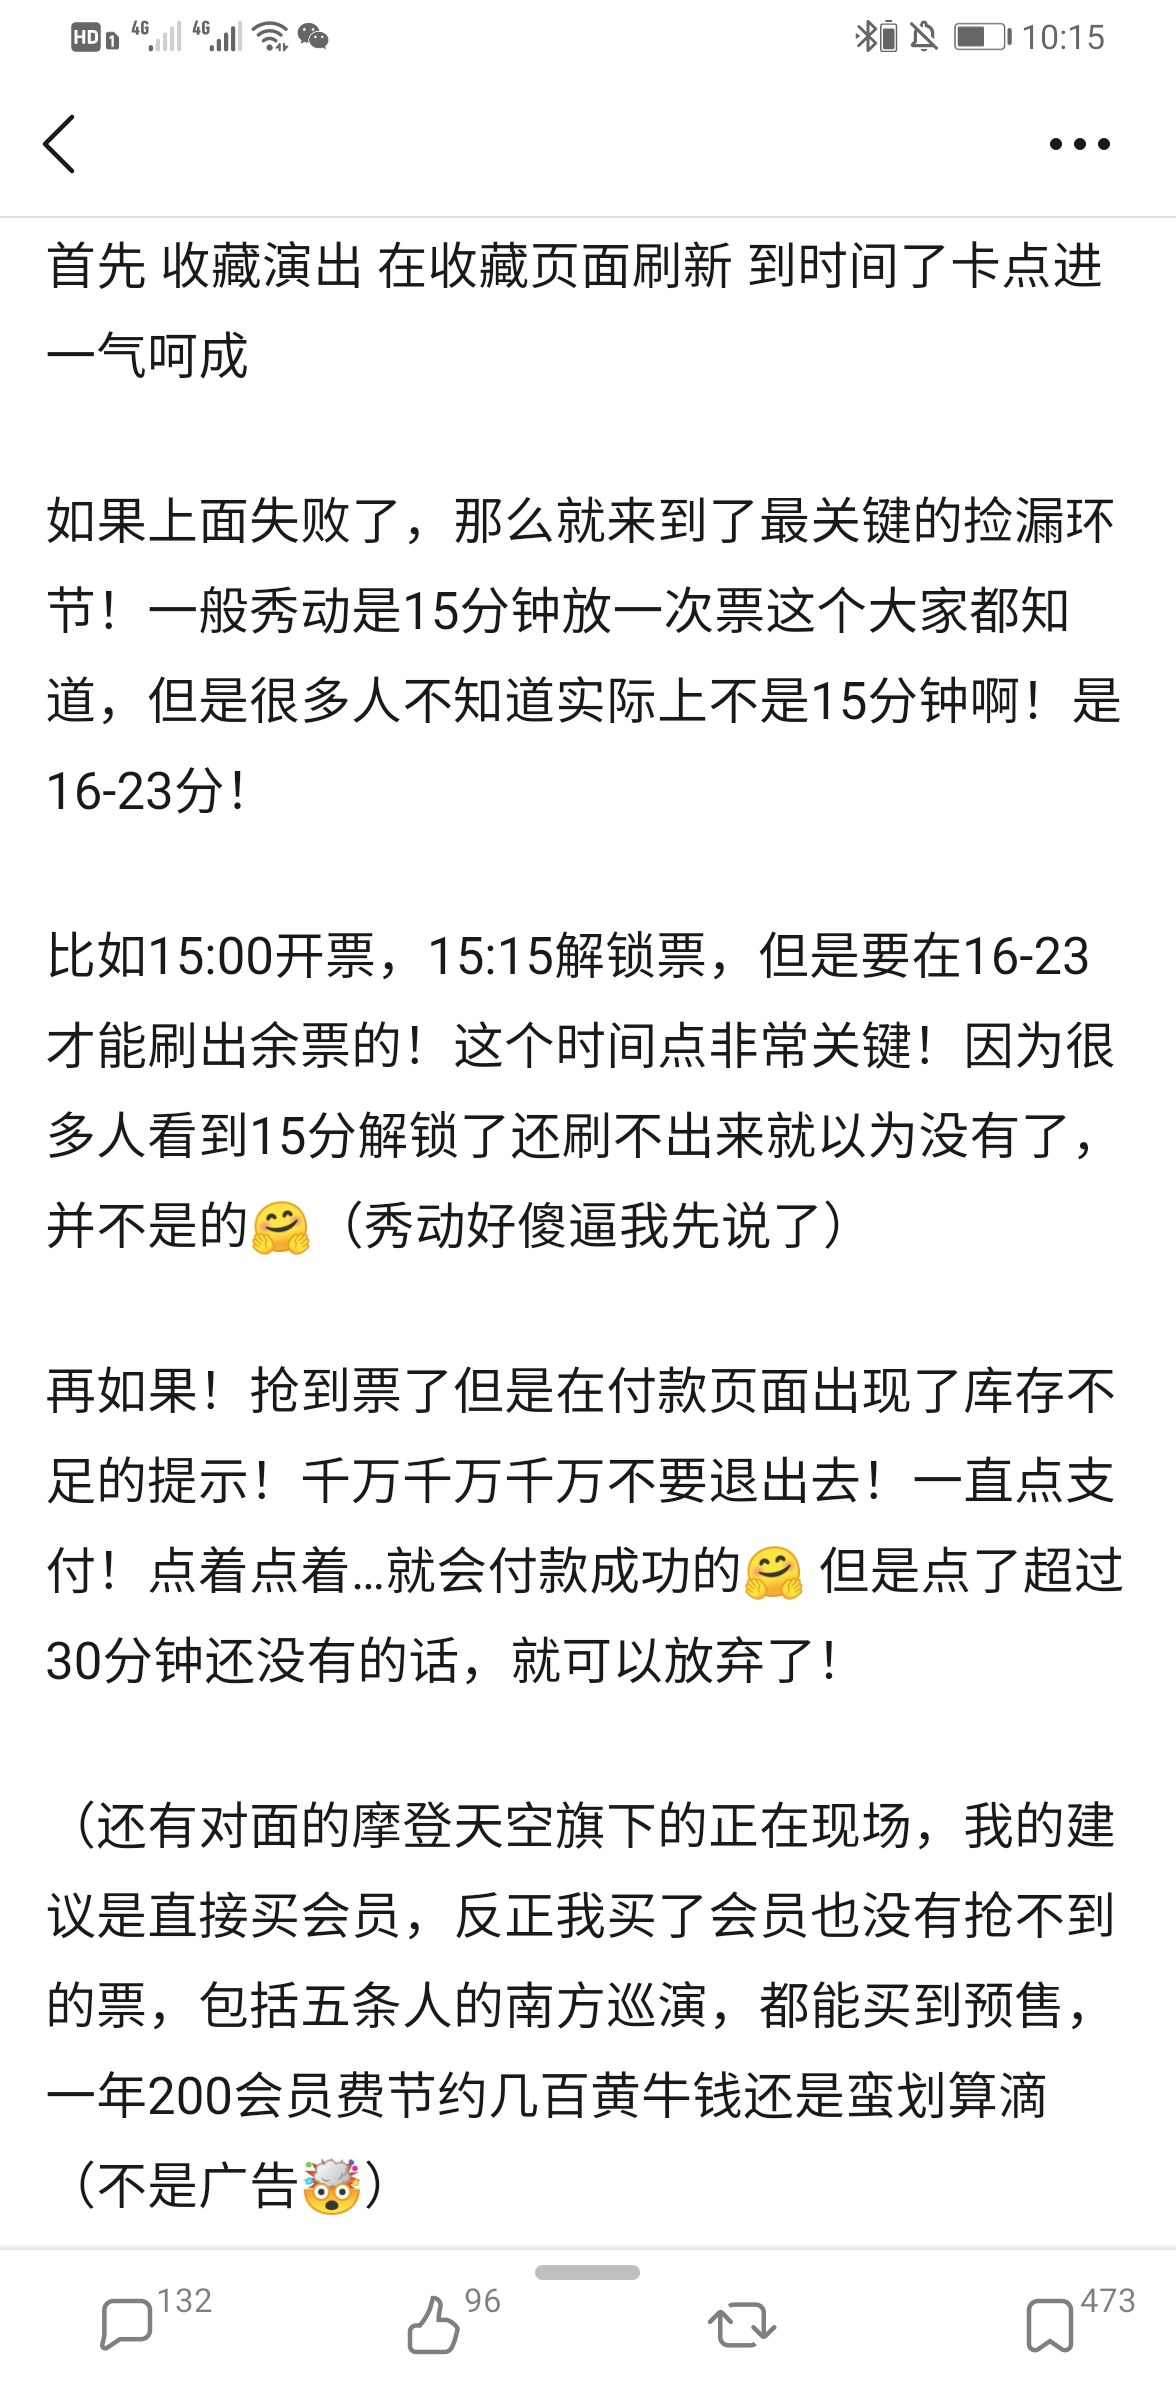 HD 1 4G 4G 10:15
首先 收藏演出 在收藏页面刷新 到时间了卡点进
一气呵成
如果上面失败了，那么就来到了最关键的捡漏环
节！一般秀动是15分钟放一次票这个大家都知
道，但是很多人不知道实际上不是15分钟啊！是
16-23分！
比如15:00开票，15:15解锁票，但是要在16-23
才能刷出余票的！这个时间点非常关键！因为很
多人看到15分解锁了还刷不出来就以为没有了，
并不是的🤗（秀动好傻逼我先说了）
再如果！抢到票了但是在付款页面出现了库存不
足的提示！千万千万千万不要退出去！一直点支
付！点着点着...就会付款成功的🤗 但是点了超过
30分钟还没有的话，就可以放弃了！
（还有对面的摩登天空旗下的正在现场，我的建
议是直接买会员，反正我买了会员也没有抢不到
的票，包括五条人的南方巡演，都能买到预售，
一年200会员费节约几百黄牛钱还是蛮划算滴
（不是广告🤯）
132 96 473